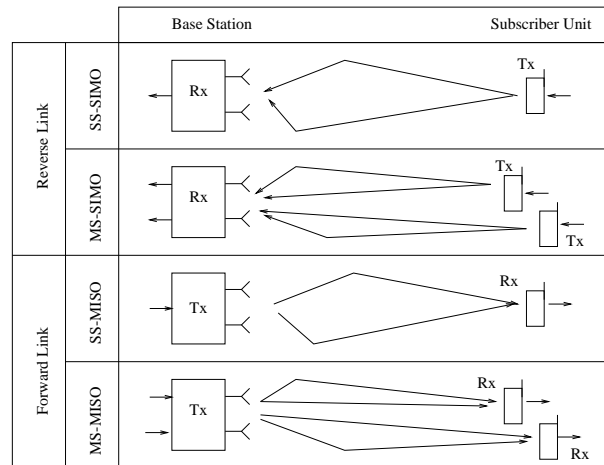 Base Station
Subscriber Unit
Reverse Link
SS-SIMO
Rx
Tx
MS-SIMO
Rx
Tx
Tx
Forward Link
SS-MISO
Tx
Rx
MS-MISO
Tx
Rx
Rx